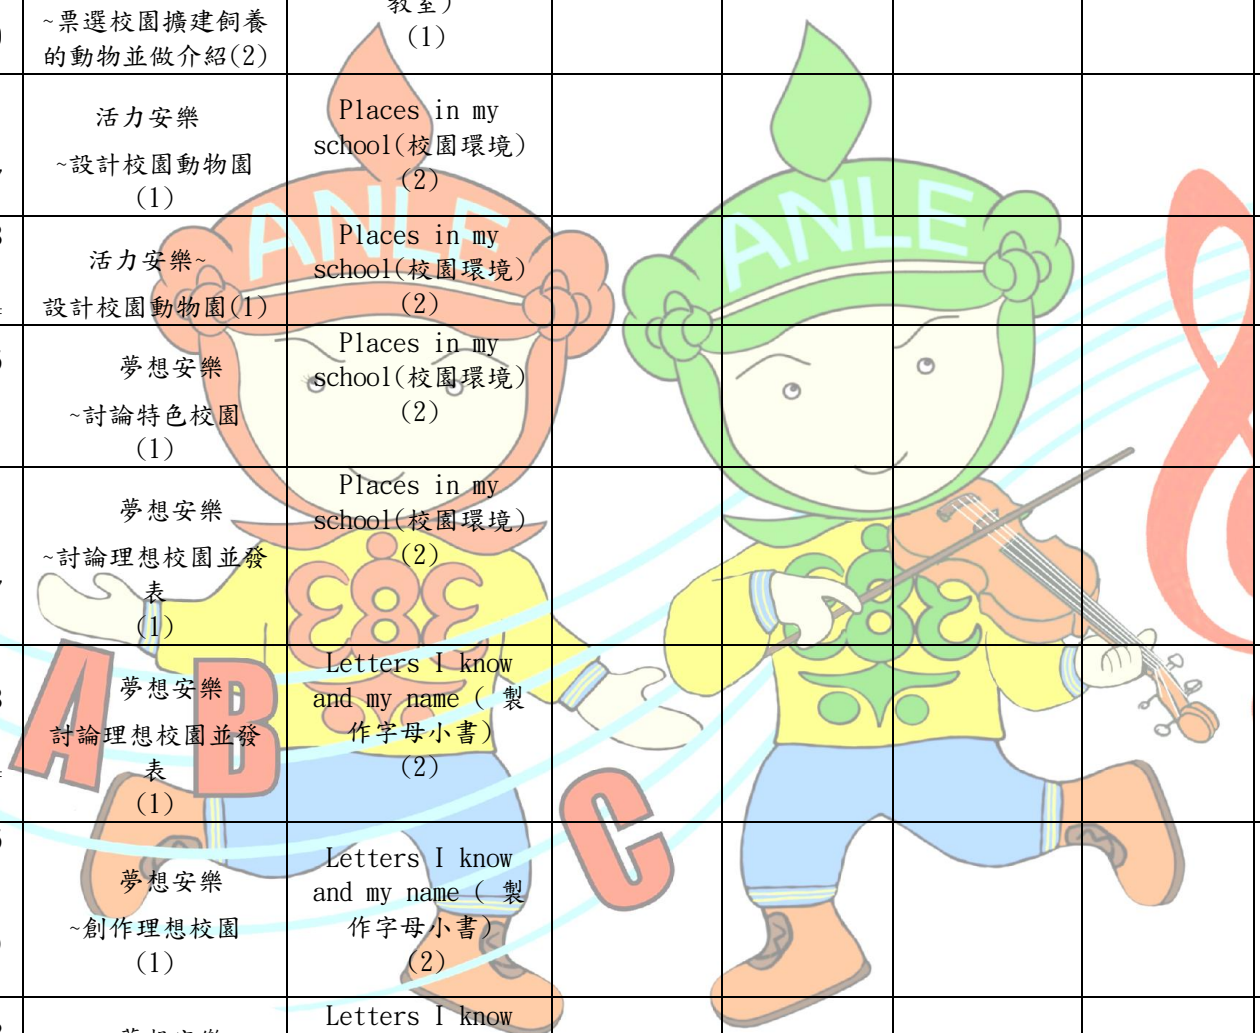 ~票選校園擴建飼養
的動物並做介紹(2)
教室)
(1)
活力安樂
~設計校園動物園
(1)
Places in my
school(校園環境)
(2)
活力安樂~
設計校園動物園(1)
Places in my
school(校園環境)
(2)
夢想安樂
~討論特色校園
(1)
Places in my
school(校園環境)
(2)
夢想安樂
~討論理想校園並發
表
(1)
Places in my
school(校園環境)
(2)
夢想安樂
討論理想校園並發
表
(1)
Letters I know
and my name ( 製
作字母小書)
(2)
夢想安樂
~創作理想校園
(1)
Letters I know
and my name ( 製
作字母小書)
(2)
Letters I know
ANLE
ANLE
A B C